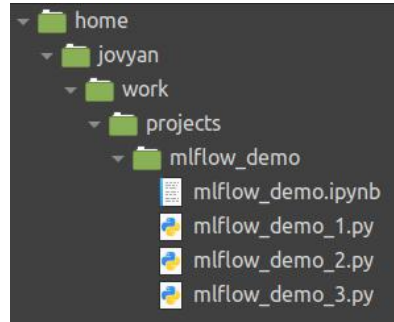 home
jovyan
work
projects
mlflow_demo
mlflow_demo.ipynb
mlflow_demo_1.py
mlflow_demo_2.py
mlflow_demo_3.py